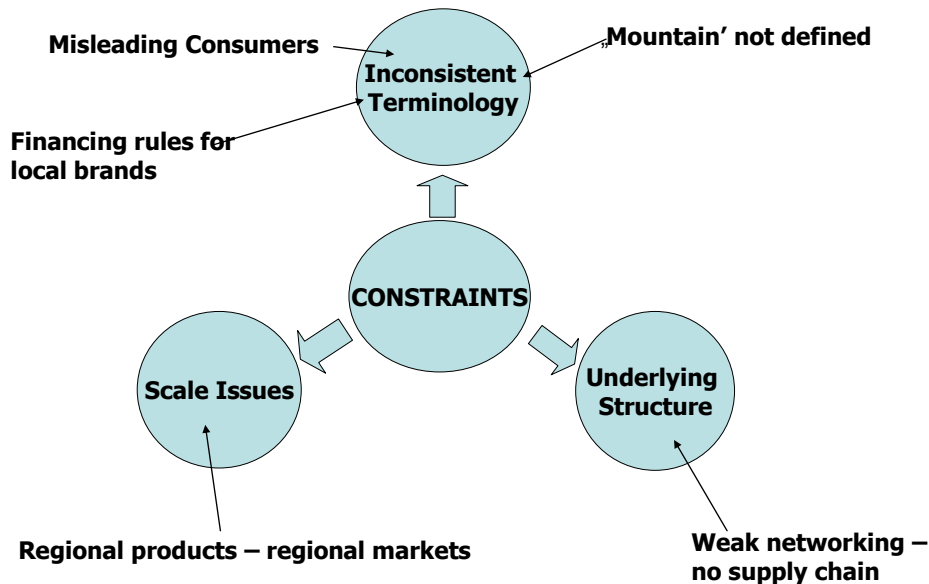 Misleading Consumers
„Mountain’ not defined
Inconsistent
Terminology
Financing rules for
local brands
CONSTRAINTS
Scale Issues
Underlying
Structure
Regional products – regional markets
Weak networking –
no supply chain